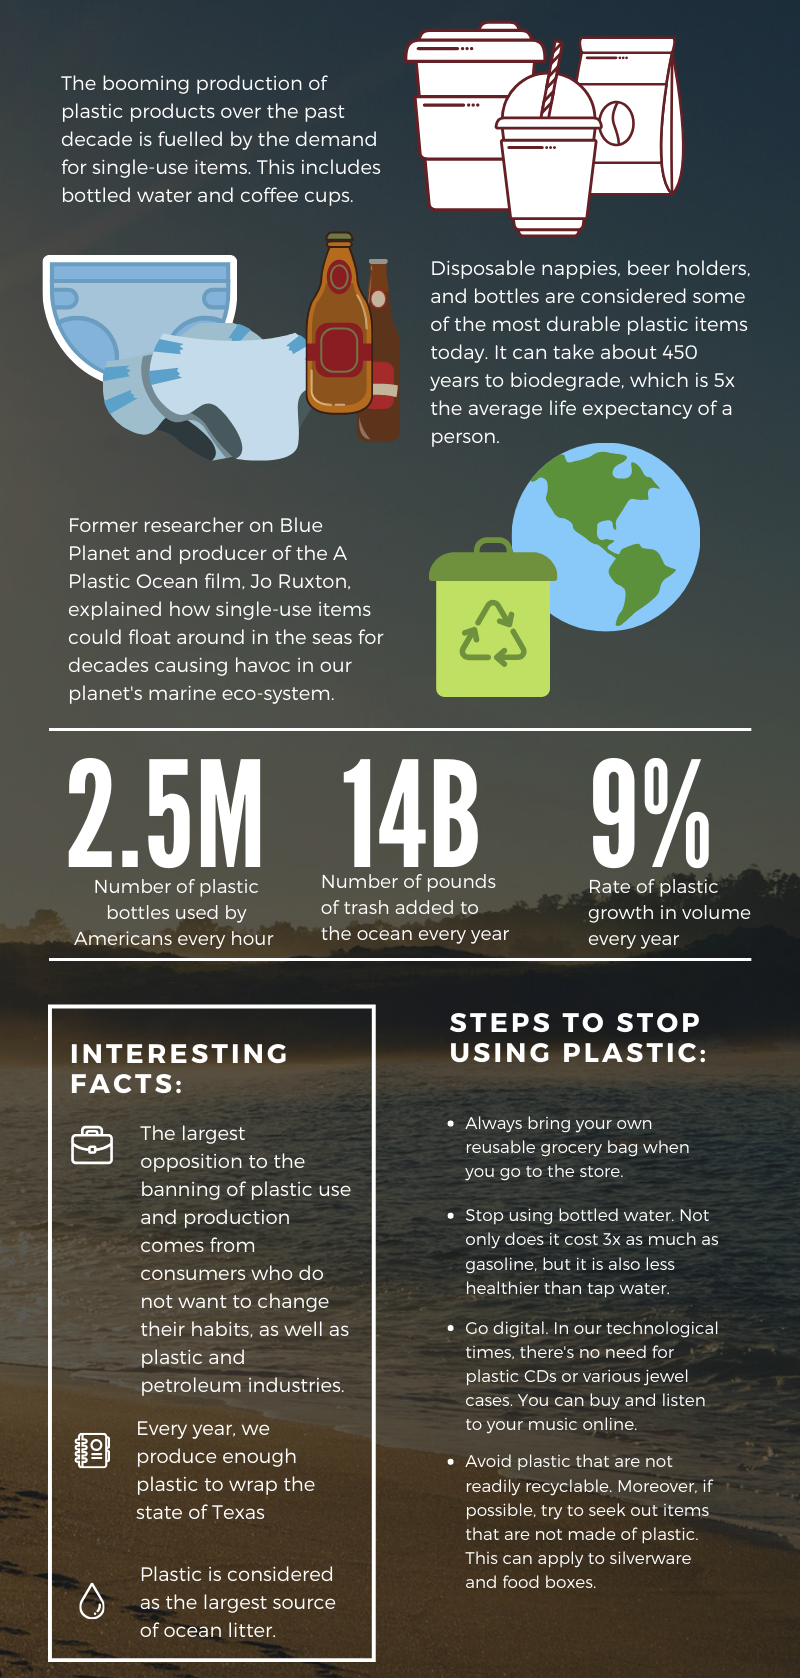 The booming production of
plastic products over the past
decade is fuelled by the demand
for single-use items. This includes
bottled water and coffee cups.
Disposable nappies, beer holders,
and bottles are considered some
of the most durable plastic items
today. It can take about 450
years to biodegrade, which is 5x
the average life expectancy of a
person.
Former researcher on Blue
Planet and producer of the A
Plastic Ocean film, Jo Ruxton,
explained how single-use items
could float around in the seas for
decades causing havoc in our
planet's marine eco-system.
2.5M
Number of plastic
bottles used by
Americans every hour
14B
Number of pounds
of trash added to
the ocean every year
9%
Rate of plastic
growth in volume
every year
INTERESTING
FACTS:
The largest
opposition to the
banning of plastic use
and production
comes from
consumers who do
not want to change
their habits, as well as
plastic and
petroleum industries.
Every year, we
produce enough
plastic to wrap the
state of Texas
Plastic is considered
as the largest source
of ocean litter.
STEPS TO STOP
USING PLASTIC:
• Always bring your own
reusable grocery bag when
you go to the store.
• Stop using bottled water. Not
only does it cost 3x as much as
gasoline, but it is also less
healthier than tap water.
• Go digital. In our technological
times, there's no need for
plastic CDs or various jewel
cases. You can buy and listen
to your music online.
• Avoid plastic that are not
readily recyclable. Moreover, if
possible, try to seek out items
that are not made of plastic.
This can apply to silverware
and food boxes.